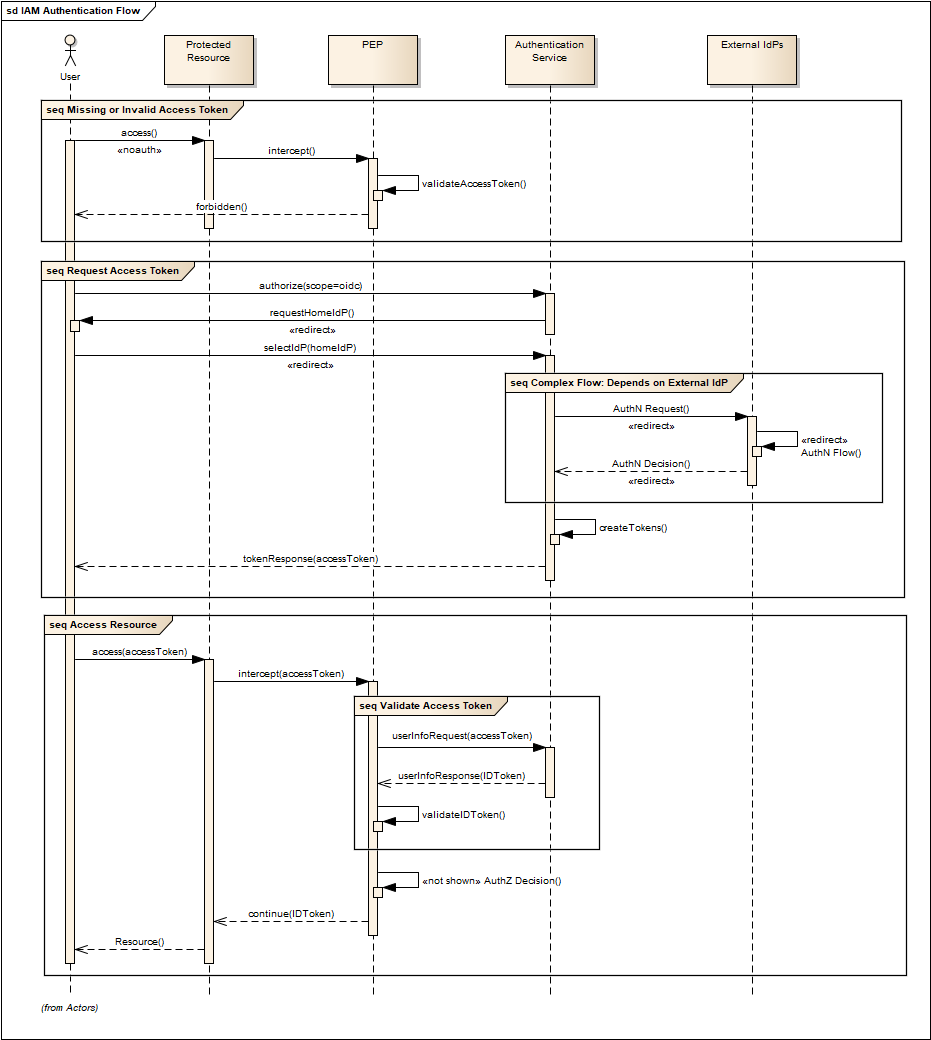 sd IAM Authentication Flow
User
Protected
Resource
PEP
Authentication
Service
External IdPs
seq Missing or Invalid Access Token
access()
«noauth»
intercept()
validateAccessToken()
forbidden()
seq Request Access Token
authorize(scope=oidc)
requestHomeIdP()
«redirect»
selectIdP(homeIdP)
«redirect»
seq Complex Flow: Depends on External IdP
AuthN Request()
«redirect»
«redirect»
AuthN Flow()
AuthN Decision()
«redirect»
createTokens()
tokenResponse(accessToken)
seq Access Resource
access(accessToken)
intercept(accessToken)
seq Validate Access Token
userInfoRequest(accessToken)
userInfoResponse(IDToken)
validateIDToken()
«not shown» AuthZ Decision()
continue(IDToken)
Resource()
(from Actors)